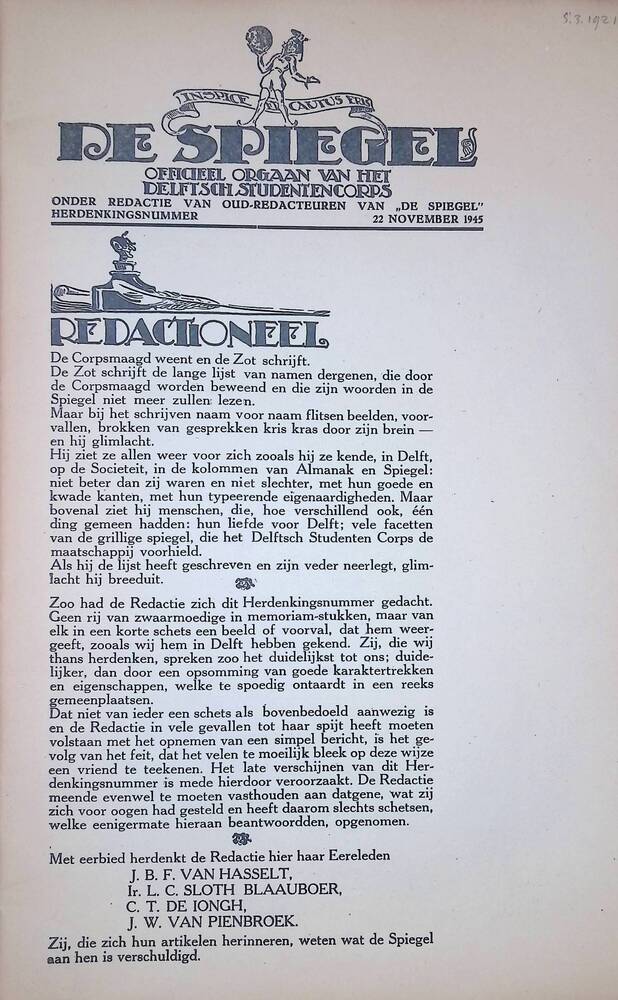 5.3.1921
INSPICE ET CAUTUS ERIS
DE SPIEGEL
OFFICIEEL ORGAAN VAN HET
DELFTSCH STUDENTENCORPS
ONDER REDACTIE VAN OUD-REDACTEUREN VAN „DE SPIEGEL"
HERDENKINGSNUMMER 22 NOVEMBER 1945
REDACTIONEEL
De Corpsmaagd weent en de Zot schrijft.
De Zot schrijft de lange lijst van namen dergenen, die door
de Corpsmaagd worden beweend en die zijn woorden in de
Spiegel niet meer zullen lezen.
Maar bij het schrijven naam voor naam flitsen beelden, voor-
vallen, brokken van gesprekken kris kras door zijn brein —
en hij glimlacht.
Hij ziet ze allen weer voor zich zooals hij ze kende, in Delft,
op de Societeit, in de kolommen van Almanak en Spiegel:
niet beter dan zij waren en niet slechter, met hun goede en
kwade kanten, met hun typeerende eigenaardigheden. Maar
bovenal ziet hij menschen, die, hoe verschillend ook, één
ding gemeen hadden: hun liefde voor Delft; vele facetten
van de grillige spiegel, die het Delftsch Studenten Corps de
maatschappij voorhield.
Als hij de lijst heeft geschreven en zijn veder neerlegt, glim-
lacht hij breeduit.
Zoo had de Redactie zich dit Herdenkingsnummer gedacht.
Geen rij van zwaarmoedige in memoriam-stukken, maar van
elk in een korte schets een beeld of voorval, dat hem weer-
geeft, zooals wij hem in Delft hebben gekend. Zij, die wij
thans herdenken, spreken zoo het duidelijkst tot ons; duide-
lijker, dan door een opsomming van goede karaktertrekken
en eigenschappen, welke te spoedig ontaardt in een reeks
gemeenplaatsen.
Dat niet van ieder een schets als bovenbedoeld aanwezig is
en de Redactie in vele gevallen tot haar spijt heeft moeten
volstaan met het opnemen van een simpel bericht, is het ge-
volg van het feit, dat het velen te moeilijk bleek op deze wijze
een vriend te teekenen. Het late verschijnen van dit Her-
denkingsnummer is mede hierdoor veroorzaakt. De Redactie
meende evenwel te moeten vasthouden aan datgene, wat zij
zich voor oogen had gesteld en heeft daarom slechts schetsen,
welke eenigermate hieraan beantwoordden, opgenomen.
Met eerbied herdenkt de Redactie hier haar Eereleden
J. B. F. VAN HASSELT,
Ir. L. C. SLOTH BLAAUBOER,
C. T. DE IONGH,
J. W. VAN PIENBROEK.
Zij, die zich hun artikelen herinneren, weten wat de Spiegel
aan hen is verschuldigd.